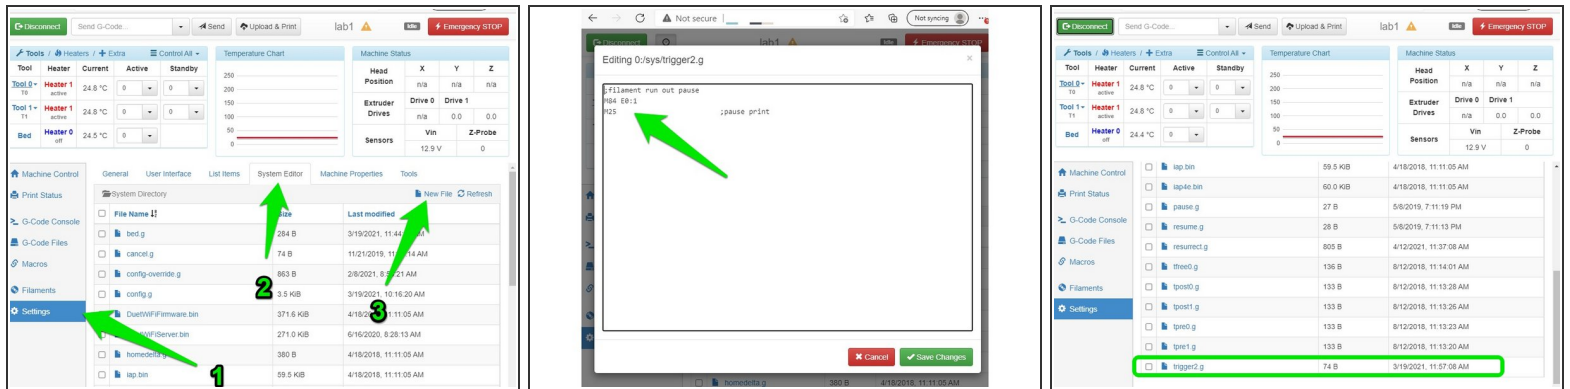 Disconnect Send G-Code... Send Upload & Print lab1 Idle Emergency STOP
Tools / Heaters / Extra Control All Temperature Chart Machine Status
Tool Heater Current Active Standby
Tool 0 Heater 1 24.8 °C 0 0
T0 active
Tool 1 Heater 1 24.8 °C 0 0
T1 active
Bed Heater 0 24.5 °C 0
off
250
200
150
100
50
0
Head Position X Y Z
n/a n/a n/a
Extruder Drives Drive 0 Drive 1
n/a 0.0 0.0
Sensors Vin Z-Probe
12.9 V 0
Machine Control
Print Status
G-Code Console
G-Code Files
Macros
Filaments
Settings
General User Interface List Items System Editor Machine Properties Tools
System Directory New File Refresh
File Name Size Last modified
bed.g 284 B 3/19/2021, 11:44
cancel.g 74 B 11/21/2019, 14 AM
config-override.g 863 B 2/8/2021, 21 AM
config.g 3.5 KiB 3/19/2021, 10:16:20 AM
DuetWiFiFirmware.bin 371.6 KiB 4/18/ 11:11:05 AM
DuetWiFiServer.bin 271.0 KiB 6/16/2020, 8:28:13 AM
homedelta.g 380 B 4/18/2018, 11:11:05 AM
iap.bin 59.5 KiB 4/18/2018, 11:11:05 AM
1
2
3
Not secure Not syncing
Disconnect lab1 Idle Emergency STOP
Editing 0:/sys/trigger2.g ×
;filament run out pause
M84 E0:1
M25 ;pause print
Cancel Save Changes
homedelta.g 380 B 4/18/2018, 11:11:05 AM
Disconnect Send G-Code... Send Upload & Print lab1 Idle Emergency STOP
Tools / Heaters / Extra Control All Temperature Chart Machine Status
Tool Heater Current Active Standby
Tool 0 Heater 1 24.8 °C 0 0
T0 active
Tool 1 Heater 1 24.8 °C 0 0
T1 active
Bed Heater 0 24.4 °C 0
off
250
200
150
100
50
0
Head Position X Y Z
n/a n/a n/a
Extruder Drives Drive 0 Drive 1
n/a 0.0 0.0
Sensors Vin Z-Probe
12.9 V 0
Machine Control
Print Status
G-Code Console
G-Code Files
Macros
Filaments
Settings
iap.bin 59.5 KiB 4/18/2018, 11:11:05 AM
iap4e.bin 60.0 KiB 4/18/2018, 11:11:05 AM
pause.g 27 B 5/8/2019, 7:11:19 PM
resume.g 28 B 5/8/2019, 7:11:13 PM
resurrect.g 805 B 4/12/2021, 11:37:08 AM
tfree0.g 136 B 8/12/2018, 11:14:01 AM
tpost0.g 133 B 8/12/2018, 11:13:28 AM
tpost1.g 133 B 8/12/2018, 11:13:26 AM
tpre0.g 133 B 8/12/2018, 11:13:23 AM
tpre1.g 133 B 8/12/2018, 11:13:20 AM
trigger2.g 74 B 3/19/2021, 11:57:08 AM